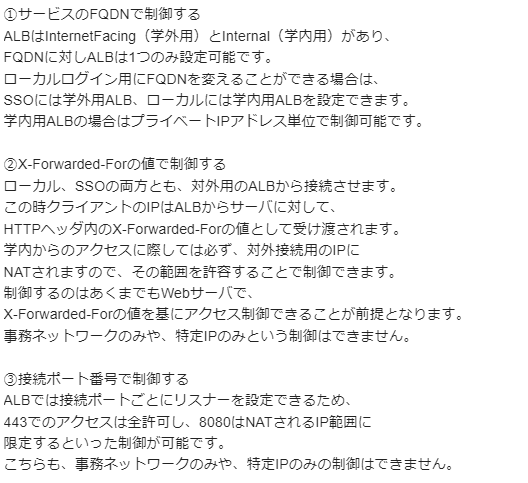 ①サービスのFQDNで制御する
ALBはInternetFacing（学外用）とInternal（学内用）があり、
FQDNに対しALBは1つのみ設定可能です。
ローカルログイン用にFQDNを変えることができる場合は、
SSOには学外用ALB、ローカルには学内用ALBを設定できます。
学内用ALBの場合はプライベートIPアドレス単位で制御可能です。
②X-Forwarded-Forの値で制御する
ローカル、SSOの両方とも、対外用のALBから接続させます。
この時クライアントのIPはALBからサーバに対して、
HTTPヘッダ内のX-Forwarded-Forの値として受け渡されます。
学内からのアクセスに際しては必ず、対外接続用のIPに
NATされますので、その範囲を許容することで制御できます。
制御するのはあくまでもWebサーバで、
X-Forwarded-Forの値を基にアクセス制御できることが前提となります。
事務ネットワークのみや、特定IPのみという制御はできません。
③接続ポート番号で制御する
ALBでは接続ポートごとにリスナーを設定できるため、
443でのアクセスは全許可し、8080はNATされるIP範囲に
限定するといった制御が可能です。
こちらも、事務ネットワークのみや、特定IPのみの制御はできません。